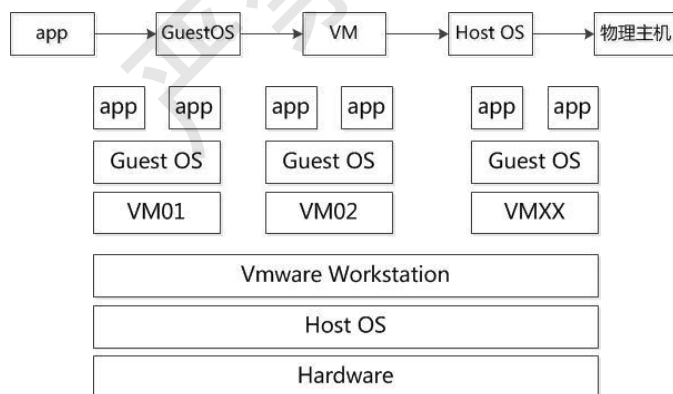 app GuestOS VM Host OS 物理主机
app app app app app app
Guest OS Guest OS Guest OS
VM01 VM02 VMXX
Vmware Workstation
Host OS
Hardware